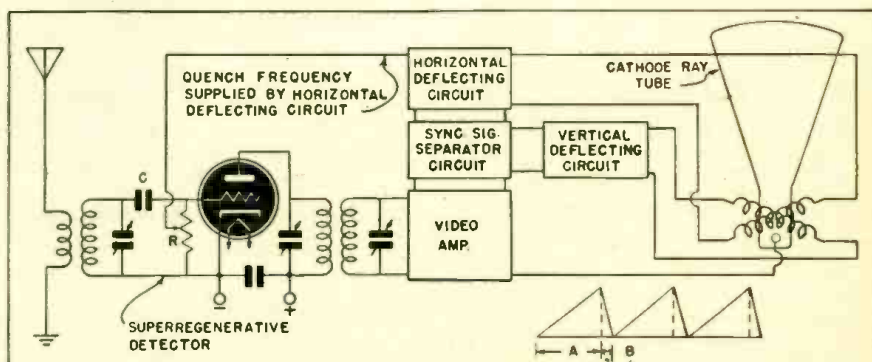 QUENCH FREQUENCY
SUPPLIED BY HORIZONTAL
DEFLECTING CIRCUIT
HORIZONTAL
DEFLECTING
CIRCUIT
CATHODE RAY
TUBE
SYNC SIG.
SEPARATOR
CIRCUIT
VERTICAL
DEFLECTING
CIRCUIT
C
R
VIDEO
AMP.
- +
SUPERREGENERATIVE
DETECTOR
A B